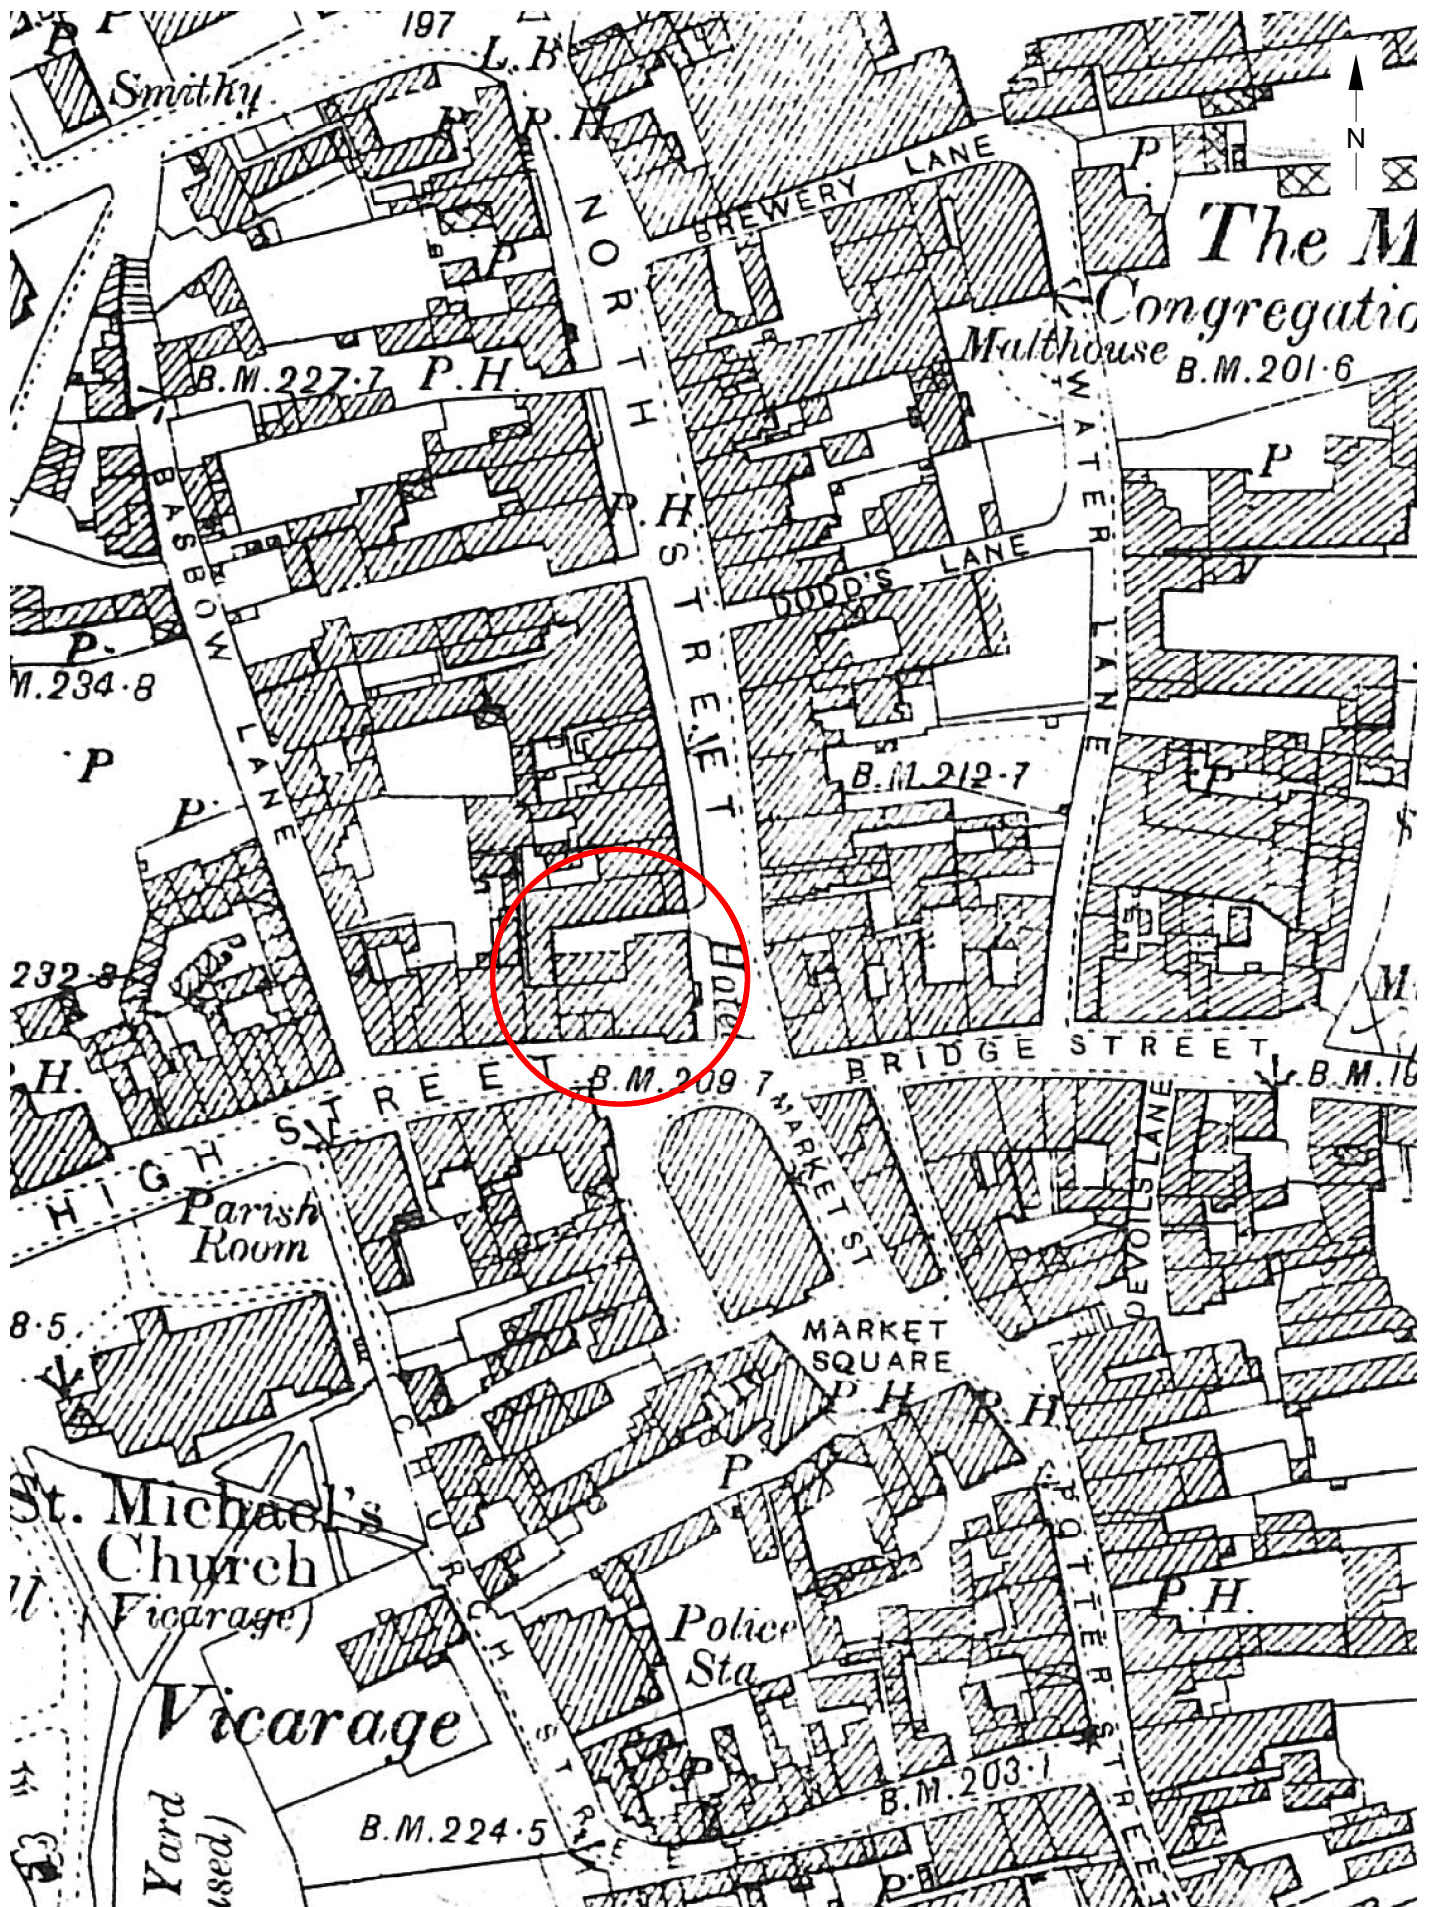 P
P
197
L.B
Smithy
P
P.H
N
BREWERY LANE
P
NORTH STREET
The M
Congregatio
P
Malthouse
B.M.201·6
B.M.227·7
P.H.
WATER LANE
P
P.H
BASBOW LANE
DODD'S LANE
P
M.234·8
P
B.M.212·7
P
P
Hotel
232·8
M
H.
HIGH STREET
B.M.209·7
BRIDGE STREET
B.M.19
MARKET ST
DEVOILS LANE
Parish
Room
8·5
MARKET
SQUARE
P.H
P.H
CHURCH STREET
P
St. Michael's
Church
Vicarage)
POTTER STREET
P.H.
Police
Sta
Vicarage
P
B.M.203·1
B.M.224·5
Yard
used)
P